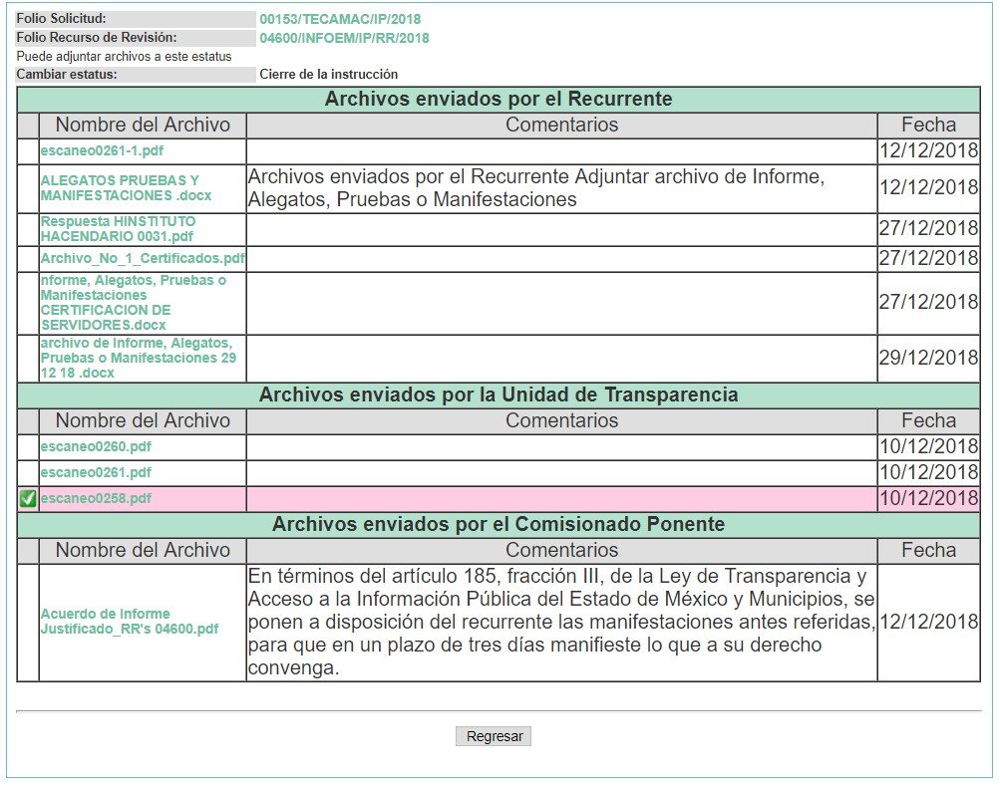 Folio Solicitud: 00153/TECAMAC/IP/2018
Folio Recurso de Revisión: 04600/INFOEM/IP/RR/2018
Puede adjuntar archivos a este estatus
Cambiar estatus: Cierre de la instrucción
Archivos enviados por el Recurrente
Nombre del Archivo Comentarios Fecha
escaneo0261-1.pdf 12/12/2018
ALEGATOS PRUEBAS Y
MANIFESTACIONES .docx
Archivos enviados por el Recurrente Adjuntar archivo de Informe,
Alegatos, Pruebas o Manifestaciones
12/12/2018
Respuesta HINSTITUTO
HACENDARIO 0031.pdf
27/12/2018
Archivo_No_1_Certificados.pdf 27/12/2018
nforme, Alegatos, Pruebas o
Manifestaciones
CERTIFICACION DE
SERVIDORES.docx
27/12/2018
archivo de Informe, Alegatos,
Pruebas o Manifestaciones 29
12 18 .docx
29/12/2018
Archivos enviados por la Unidad de Transparencia
Nombre del Archivo Comentarios Fecha
escaneo0260.pdf 10/12/2018
escaneo0261.pdf 10/12/2018
escaneo0258.pdf 10/12/2018
Archivos enviados por el Comisionado Ponente
Nombre del Archivo Comentarios Fecha
Acuerdo de Informe
Justificado_RR's 04600.pdf
En términos del artículo 185, fracción III, de la Ley de Transparencia y
Acceso a la Información Pública del Estado de México y Municipios, se
ponen a disposición del recurrente las manifestaciones antes referidas,
para que en un plazo de tres días manifieste lo que a su derecho
convenga.
12/12/2018
Regresar